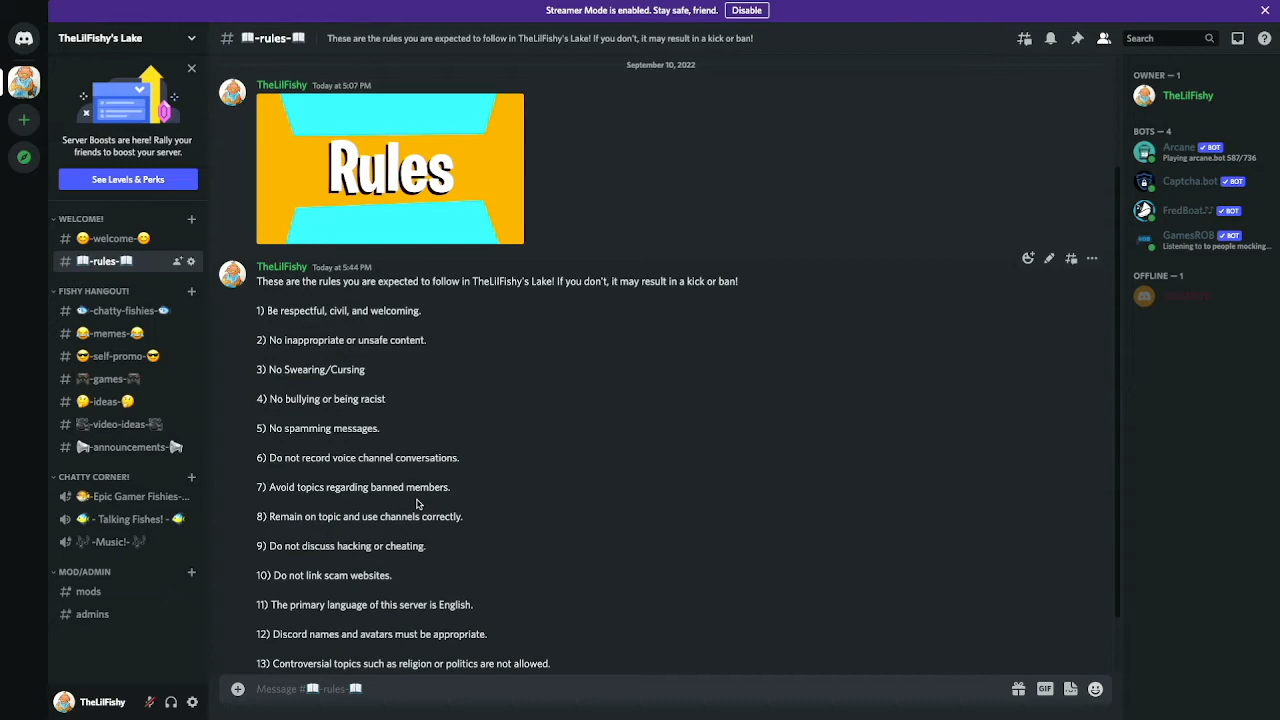 Streamer Mode is enabled. Stay safe, friend. Disable
TheLilFishy's Lake
-rules-
These are the rules you are expected to follow in TheLilFishy's Lake! If you don't, it may result in a kick or ban!
Search
Server Boosts are here! Rally your
friends to boost your server.
See Levels & Perks
WELCOME!
-welcome-
-rules-
FISHY HANGOUT!
-chatty-fishies-
-memes-
-self-promo-
-games-
-ideas-
-video-ideas-
-announcements-
CHATTY CORNER!
-Epic Gamer Fishies-...
- Talking Fishes! -
-Music!-
MOD/ADMIN
mods
admins
TheLilFishy
September 10, 2022
TheLilFishy Today at 5:07 PM
Rules
TheLilFishy Today at 5:44 PM
These are the rules you are expected to follow in TheLilFishy's Lake! If you don't, it may result in a kick or ban!
1) Be respectful, civil, and welcoming.
2) No inappropriate or unsafe content.
3) No Swearing/Cursing
4) No bullying or being racist
5) No spamming messages.
6) Do not record voice channel conversations.
7) Avoid topics regarding banned members.
8) Remain on topic and use channels correctly.
9) Do not discuss hacking or cheating.
10) Do not link scam websites.
11) The primary language of this server is English.
12) Discord names and avatars must be appropriate.
13) Controversial topics such as religion or politics are not allowed.
Message #-rules-
GIF
OWNER — 1
TheLilFishy
BOTS — 4
Arcane BOT
Playing arcane.bot 587/736
Captcha.bot BOT
FredBoat♪♪ BOT
GamesROB BOT
Listening to to people mocking...
OFFLINE — 1